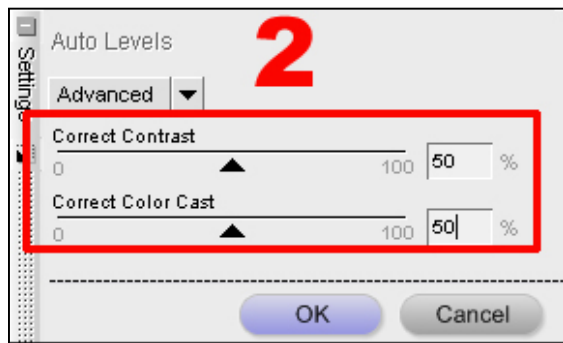 Settings
Auto Levels
2
Advanced
Correct Contrast
0 100 50 %
Correct Color Cast
0 100 50 %
OK Cancel